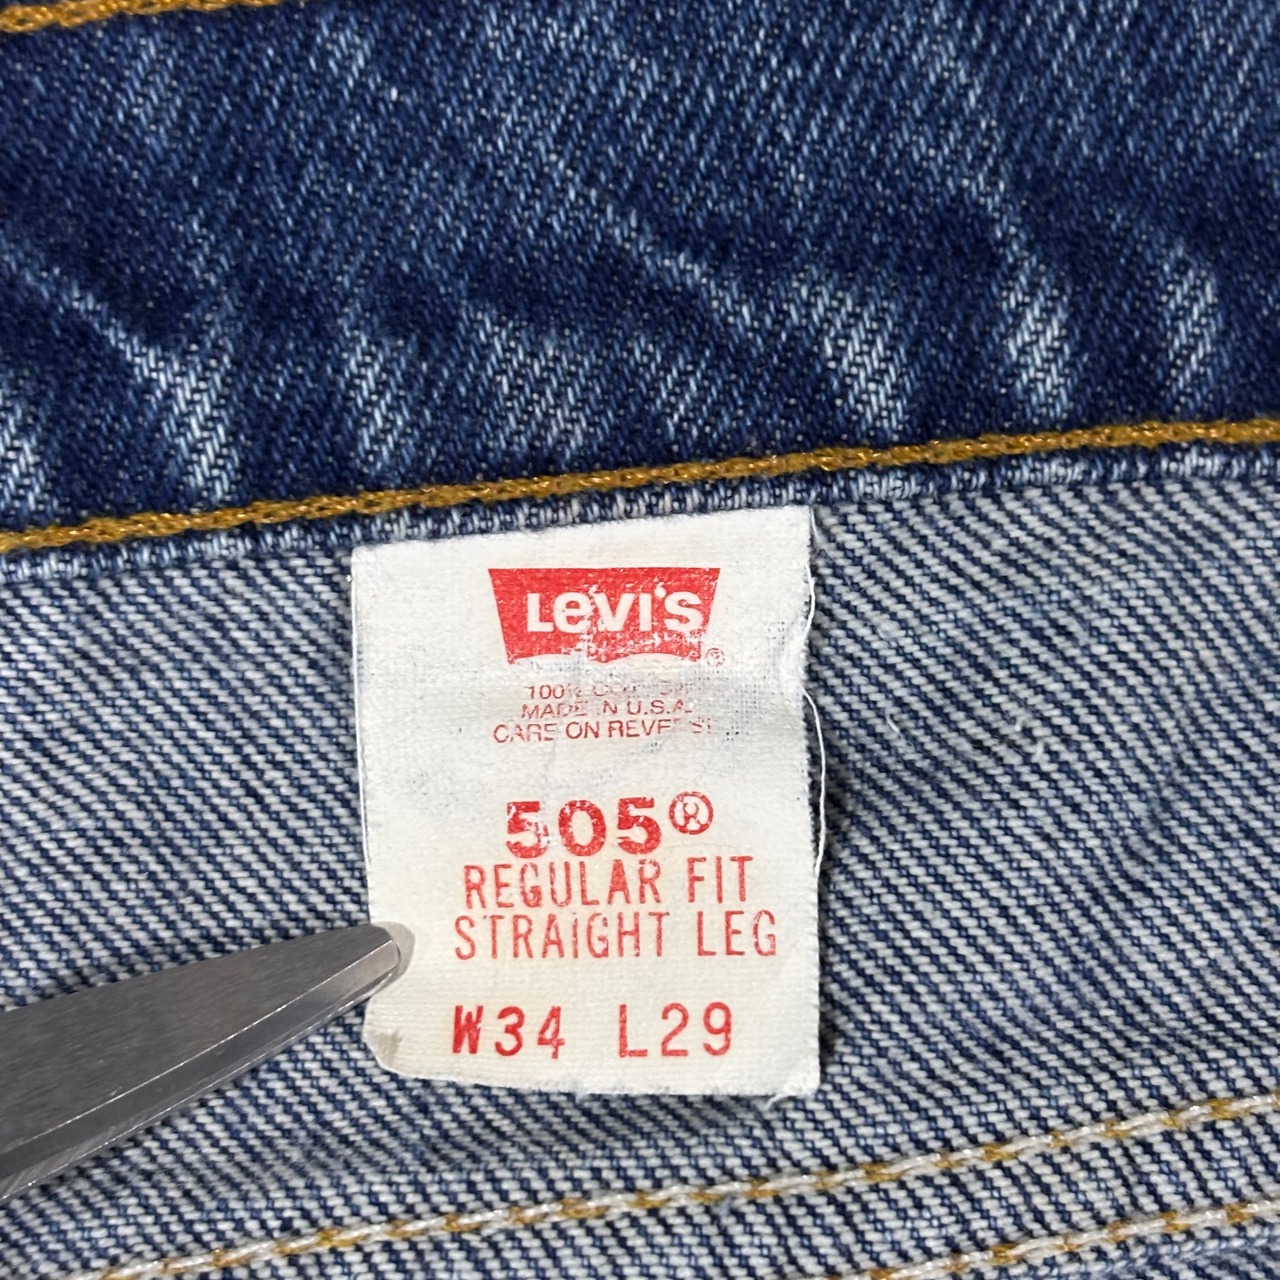 LEVI'S®
100% COTTON
MADE IN U.S.A.
CARE ON REVERSE
505®
REGULAR FIT
STRAIGHT LEG
W34 L29